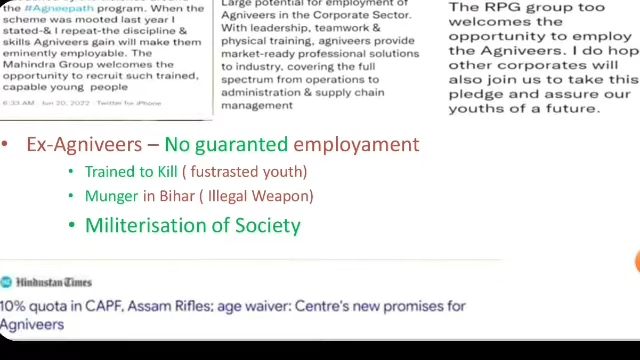 the #Agneepath program. When the
scheme was mooted last year I
stated-& I repeat-the discipline &
skills Agniveers gain will make them
eminently employable. The
Mahindra Group welcomes the
opportunity to recruit such trained,
capable young people
6:33 AM · Jun 20, 2022 · Twitter for iPhone
Large potential for employment of
Agniveers in the Corporate Sector.
With leadership, teamwork &
physical training, agniveers provide
market-ready professional solutions
to industry, covering the full
spectrum from operations to
administration & supply chain
management
The RPG group too
welcomes the
opportunity to employ
the Agniveers. I do hop
other corporates will
also join us to take this
pledge and assure our
youths of a future.
• Ex-Agniveers – No guaranted employament
• Trained to Kill ( fustrasted youth)
• Munger in Bihar ( Illegal Weapon)
• Militerisation of Society
HT Hindustan Times
10% quota in CAPF, Assam Rifles; age waiver: Centre's new promises for
Agniveers